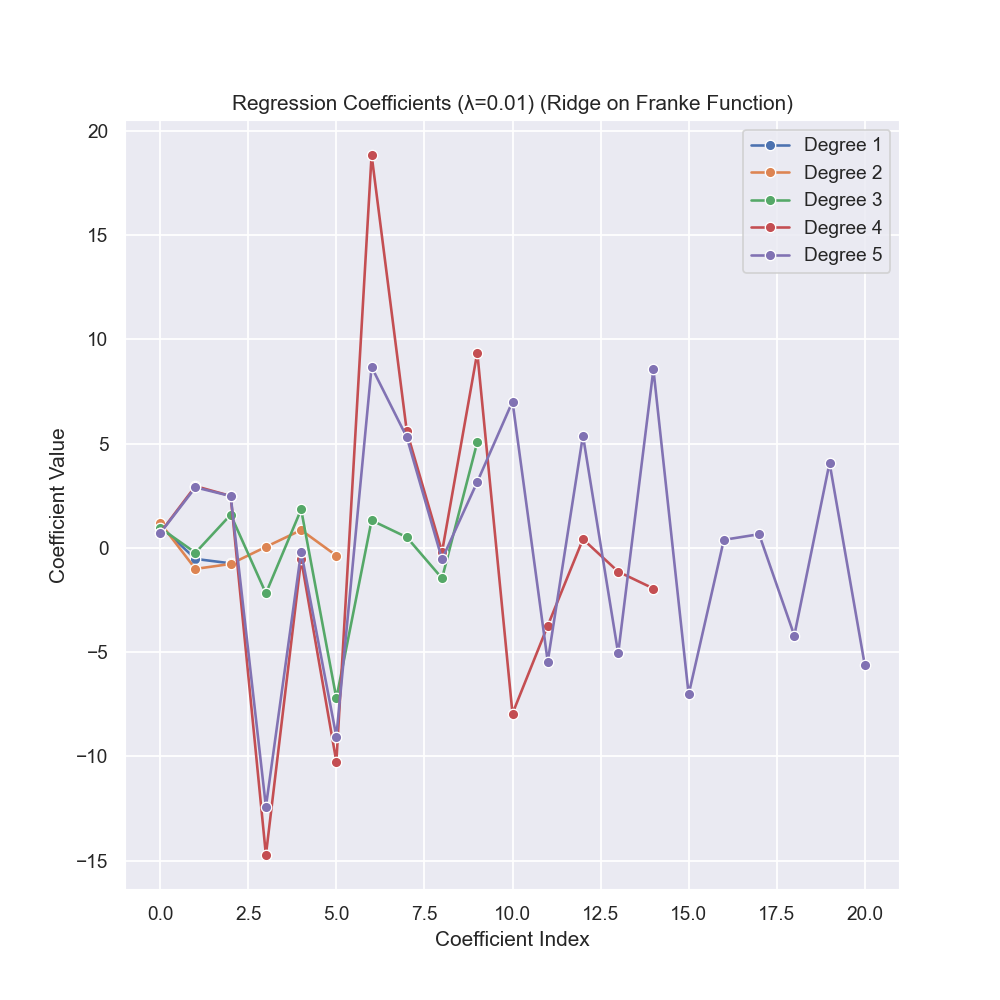 Regression Coefficients (λ=0.01) (Ridge on Franke Function)
20
15
10
5
0
−5
−10
−15
Coefficient Value
Degree 1
Degree 2
Degree 3
Degree 4
Degree 5
0.0 2.5 5.0 7.5 10.0 12.5 15.0 17.5 20.0
Coefficient Index